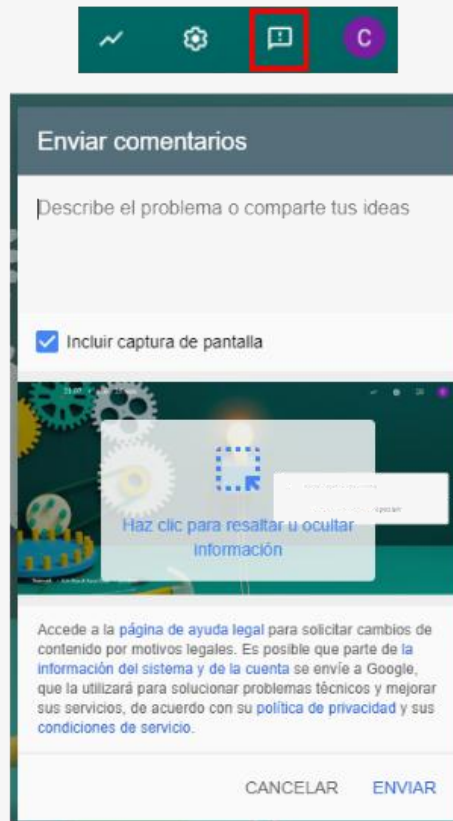 C
Enviar comentarios
Describe el problema o comparte tus ideas
Incluir captura de pantalla
Haz clic para resaltar u ocultar
información
Accede a la página de ayuda legal para solicitar cambios de
contenido por motivos legales. Es posible que parte de la
información del sistema y de la cuenta se envíe a Google,
que la utilizará para solucionar problemas técnicos y mejorar
sus servicios, de acuerdo con su política de privacidad y sus
condiciones de servicio.
CANCELAR ENVIAR